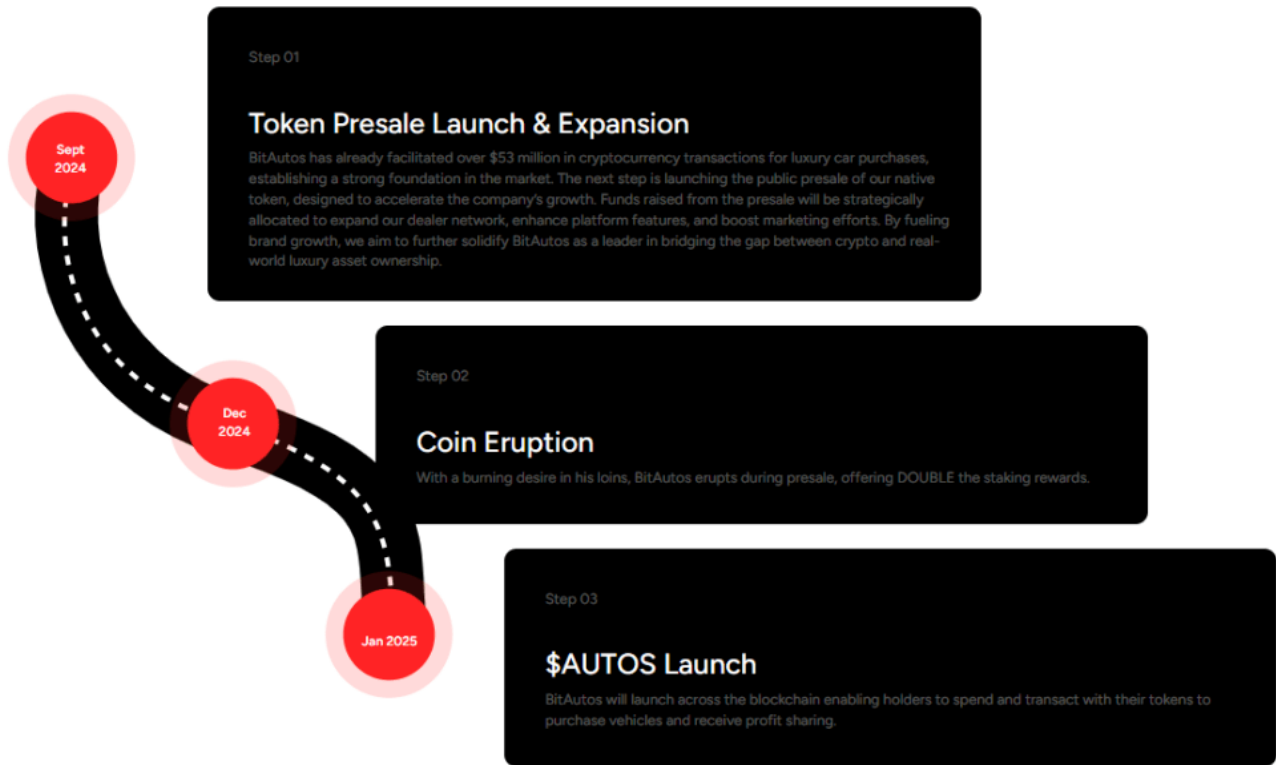 Sept
2024
Step 01
Token Presale Launch & Expansion
BitAutos has already facilitated over $53 million in cryptocurrency transactions for luxury car purchases,
establishing a strong foundation in the market. The next step is launching the public presale of our native
token, designed to accelerate the company's growth. Funds raised from the presale will be strategically
allocated to expand our dealer network, enhance platform features, and boost marketing efforts. By fueling
brand growth, we aim to further solidify BitAutos as a leader in bridging the gap between crypto and real-
world luxury asset ownership.
Dec
2024
Step 02
Coin Eruption
With a burning desire in his loins, BitAutos erupts during presale, offering DOUBLE the staking rewards.
Jan 2025
Step 03
$AUTOS Launch
BitAutos will launch across the blockchain enabling holders to spend and transact with their tokens to
purchase vehicles and receive profit sharing.